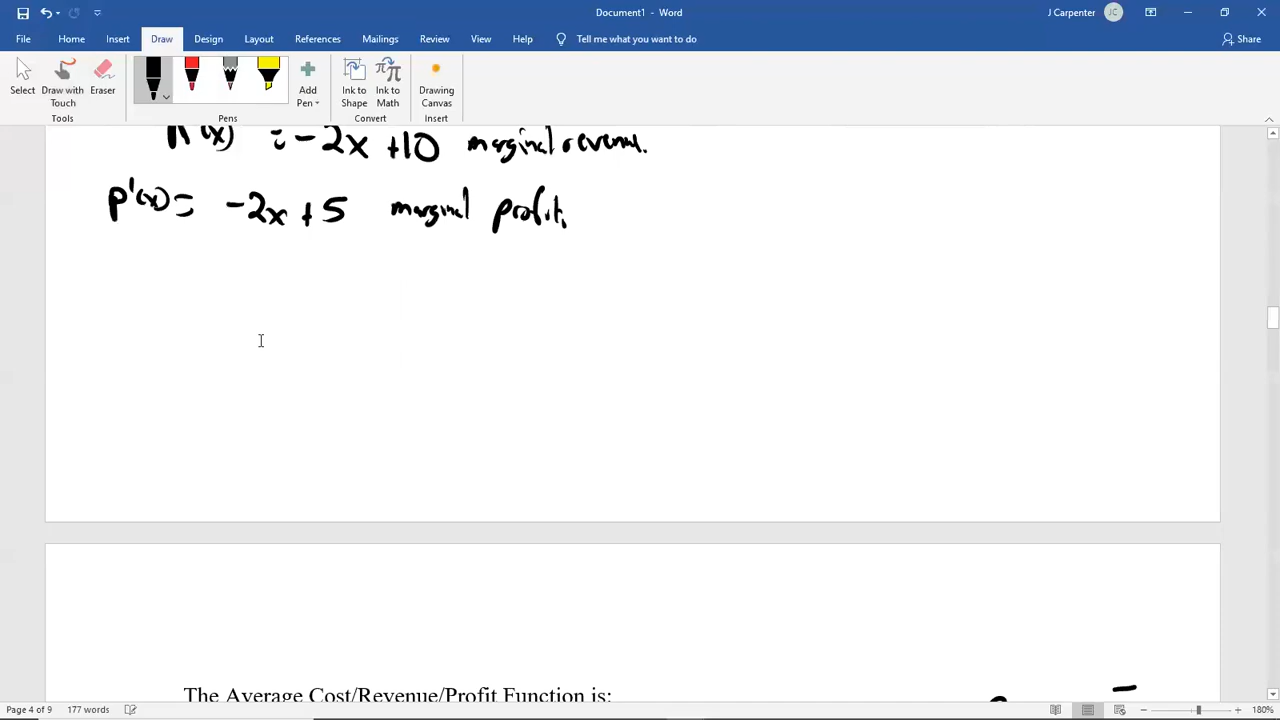 Document1 - Word
J Carpenter JC
File Home Insert Draw Design Layout References Mailings Review View Help Tell me what you want to do Share
Select Draw with Touch Eraser Add Pen Ink to Shape Ink to Math Drawing Canvas
Tools Pens Convert Insert
R'(x) = -2x +10 marginal revenue.
P'(x) = -2x + 5 marginal profit.
The Average Cost/Revenue/Profit Function is:
Page 4 of 9 177 words 180%